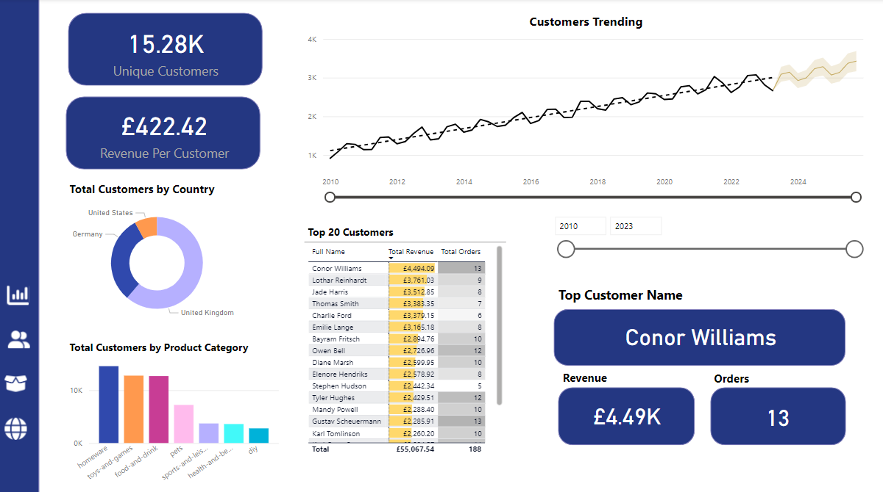 15.28K
Unique Customers
£422.42
Revenue Per Customer
Customers Trending
4K
3K
2K
1K
2010 2012 2014 2016 2018 2020 2022 2024
Total Customers by Country
United States
Germany
United Kingdom
Total Customers by Product Category
10K
0K
homeware
toys-and-games
food-and-drink
pets
sports-and-leis...
health-and-be...
diy
Top 20 Customers
Full Name Total Revenue Total Orders
Conor Williams £4,494.09 13
Lothar Reinhardt £3,761.03 9
Jade Harris £3,512.85 8
Thomas Smith £3,383.35 7
Charlie Ford £3,379.15 6
Emilie Lange £3,165.18 8
Bayram Fritsch £2,894.76 10
Owen Bell £2,726.96 12
Diane Marsh £2,599.95 10
Elenore Hendriks £2,578.92 8
Stephen Hudson £2,442.34 5
Tyler Hughes £2,429.51 12
Mandy Powell £2,288.40 10
Gustav Scheuermann £2,285.91 13
Karl Tomlinson £2,260.20 10
Total £55,067.54 188
2010 2023
Top Customer Name
Conor Williams
Revenue Orders
£4.49K 13